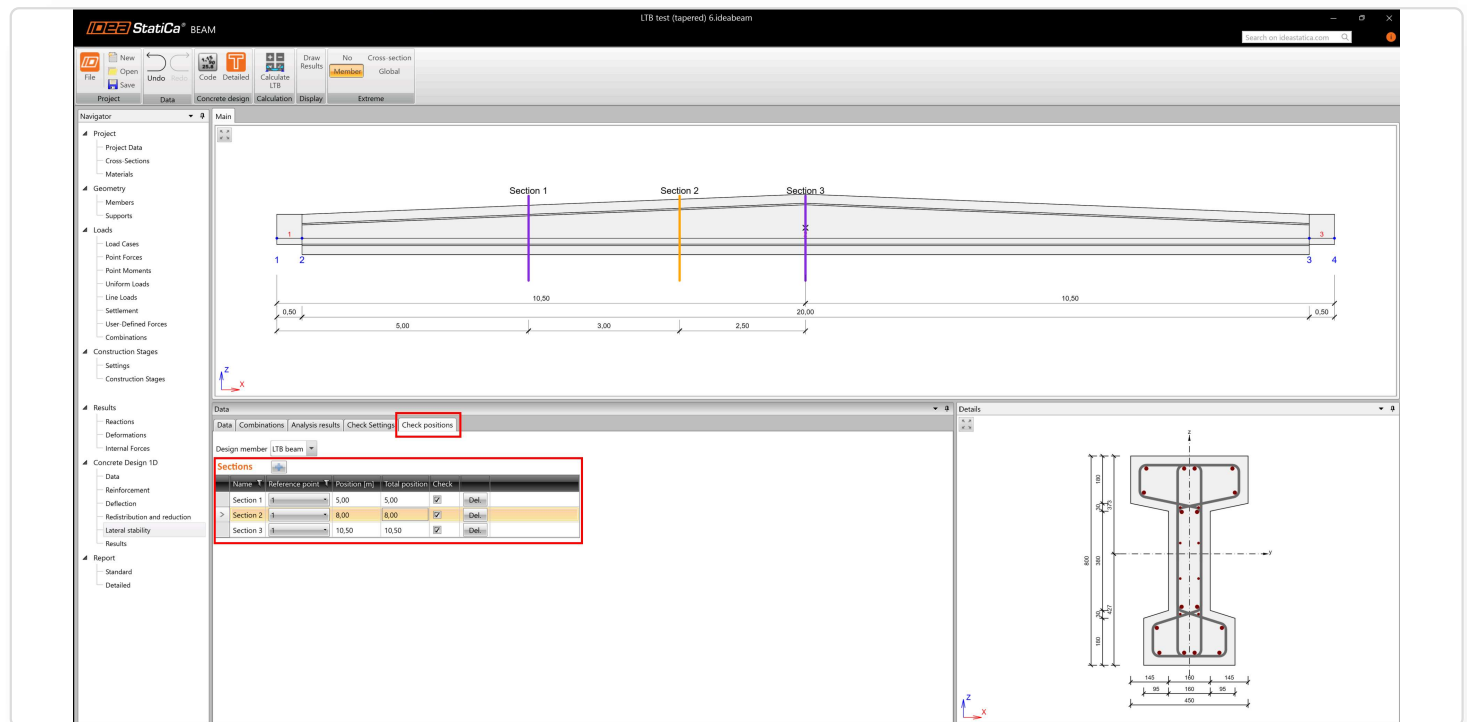 LTB test (tapered) 6.ideabeam
IDEA StatiCa® BEAM
Search on ideastatica.com
File
New
Open
Save
Undo Redo
Code Detailed
Calculate LTB
Draw Results
No Cross-section
Member Global
Project Data Concrete design Calculation Display Extreme
Navigator
Project
Project Data
Cross-Sections
Materials
Geometry
Members
Supports
Loads
Load Cases
Point Forces
Point Moments
Uniform Loads
Line Loads
Settlement
User-Defined Forces
Combinations
Construction Stages
Settings
Construction Stages
Results
Reactions
Deformations
Internal Forces
Concrete Design 1D
Data
Reinforcement
Deflection
Redistribution and reduction
Lateral stability
Results
Report
Standard
Detailed
Main
Section 1 Section 2 Section 3
1 3
1 2 3 4
10,50 10,50
0,50 20,00 0,50
5,00 3,00 2,50
Z
X
Data
Data Combinations Analysis results Check Settings Check positions
Design member LTB beam
Sections
Name Reference point Position [m] Total position Check
Section 1 1 5,00 5,00 Del.
> Section 2 1 8,00 8,00 Del.
Section 3 1 10,50 10,50 Del.
Details
z
y
180
30
373
800
380
427
30
180
145 160 145
95 160 95
450
Z
X